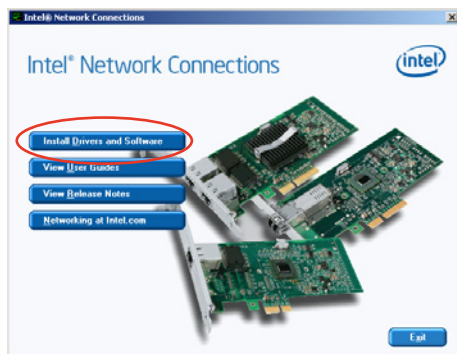 Intel® Network Connections
Intel® Network Connections
intel
Install Drivers and Software
View User Guides
View Release Notes
Networking at Intel.com
Exit